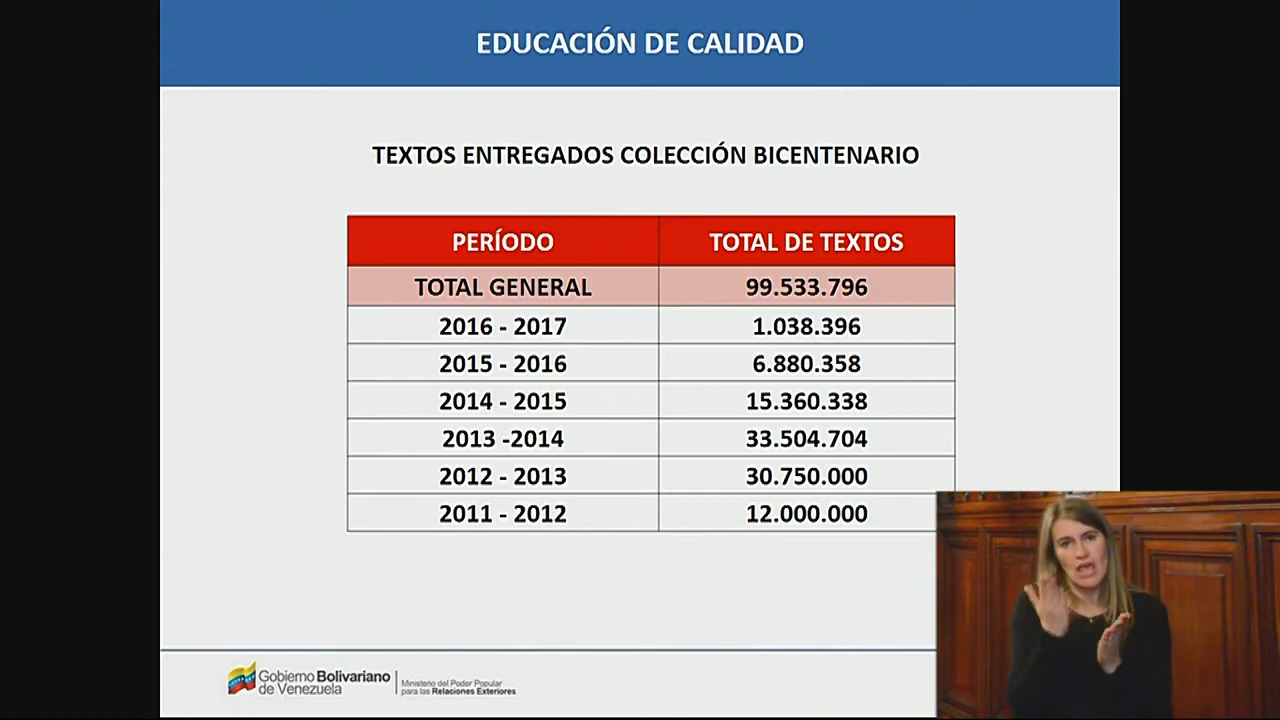 EDUCACIÓN DE CALIDAD
TEXTOS ENTREGADOS COLECCIÓN BICENTENARIO
PERÍODO TOTAL DE TEXTOS
TOTAL GENERAL 99.533.796
2016 - 2017 1.038.396
2015 - 2016 6.880.358
2014 - 2015 15.360.338
2013 -2014 33.504.704
2012 - 2013 30.750.000
2011 - 2012 12.000.000
Gobierno Bolivariano
de Venezuela
Ministerio del Poder Popular
para las Relaciones Exteriores